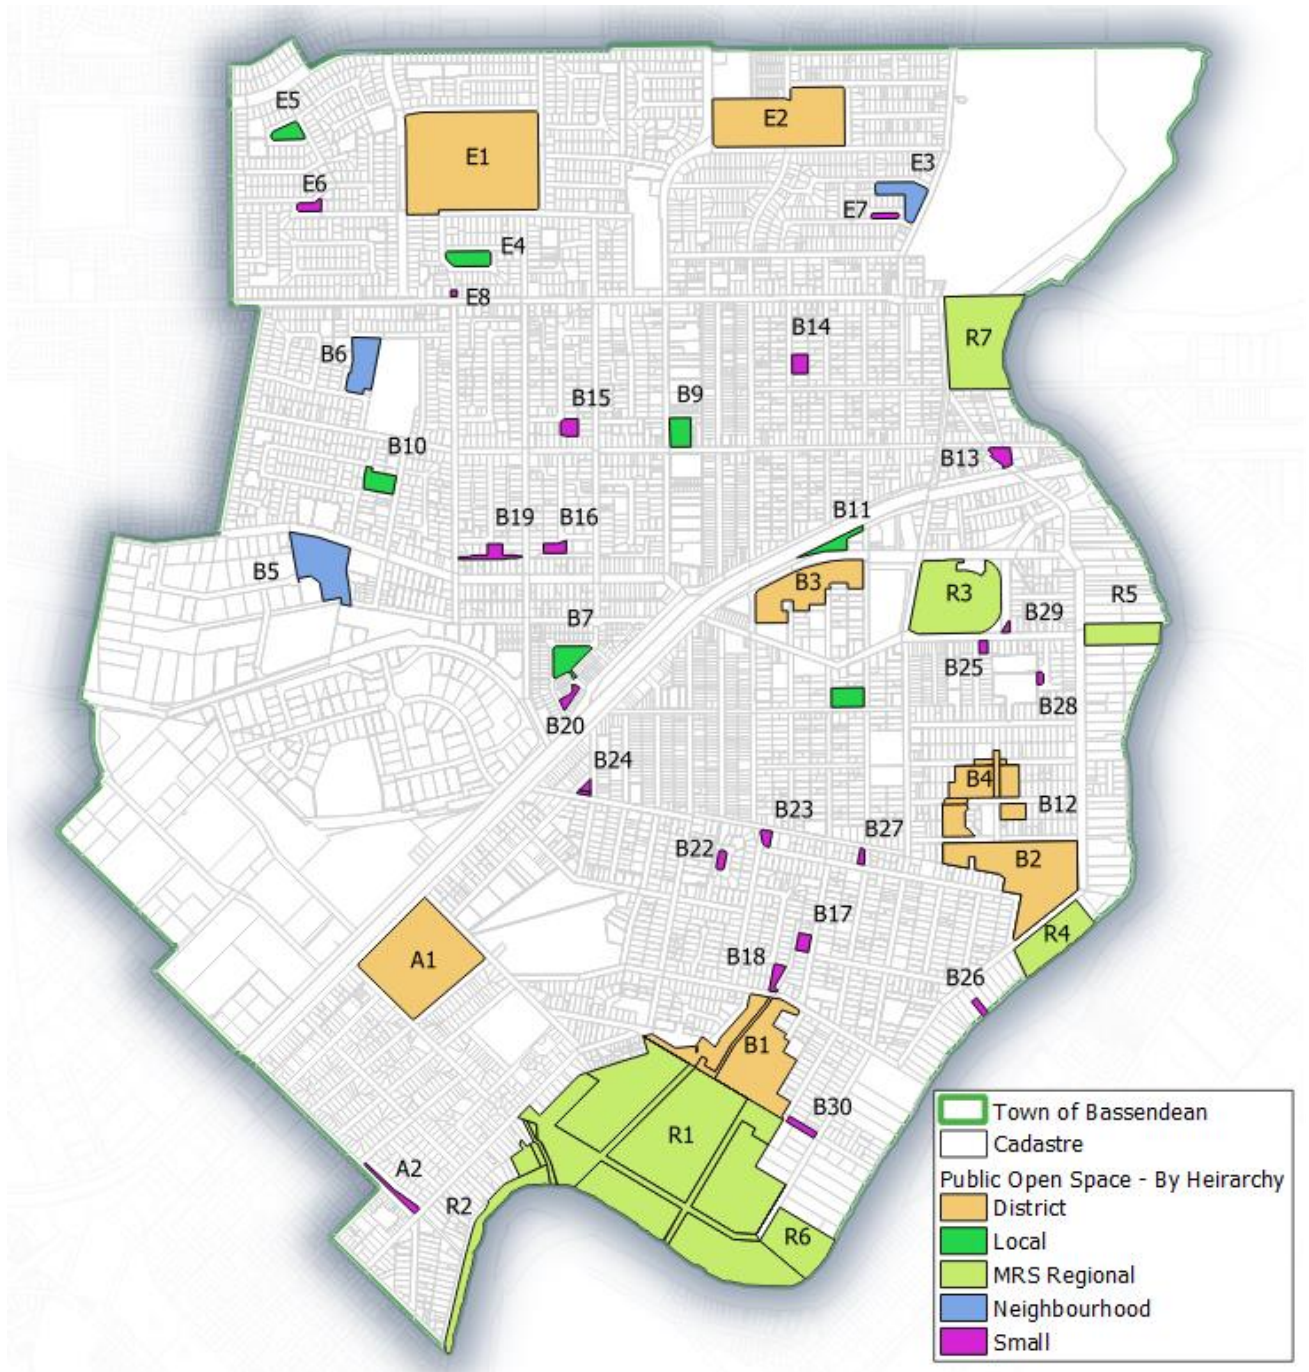 E5
E2
E1
E3
E6
E7
E4
E8
B14
R7
B6
B15
B9
B10
B13
B19
B16
B11
B5
B3
R3
R5
B29
B7
B25
B28
B20
B24
B4
B23
B12
B27
B22
B2
B17
R4
A1
B18
B26
B1
B30
R1
A2
R2
R6
Town of Bassendean
Cadastre
Public Open Space - By Heirarchy
District
Local
MRS Regional
Neighbourhood
Small